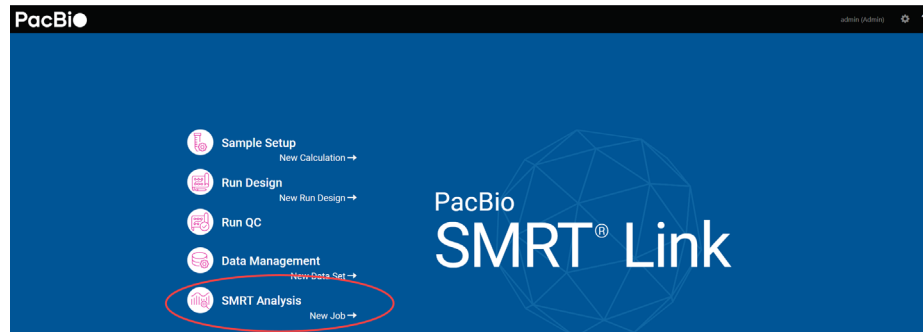 PacBio
admin (Admin)
Sample Setup
New Calculation →
Run Design
New Run Design →
Run QC
Data Management
New Data Set →
SMRT Analysis
New Job →
PacBio
SMRT® Link